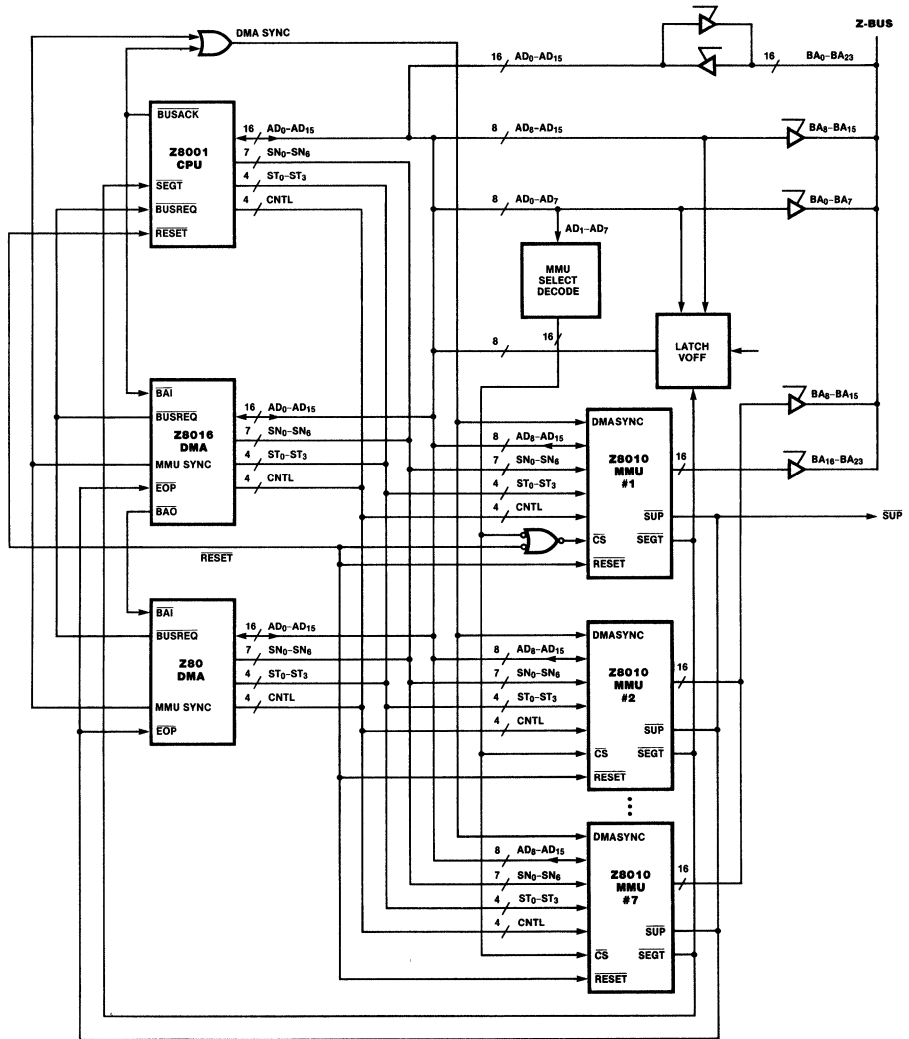 DMA SYNC
Z-BUS
16 AD₀–AD₁₅
16 BA₀–BA₂₃
BUSACK
Z8001
CPU
SEGT
BUSREQ
RESET
16 AD₀–AD₁₅
7 SN₀–SN₆
4 ST₀–ST₃
4 CNTL
8 AD₈–AD₁₅
BA₈–BA₁₅
8 AD₀–AD₇
BA₀–BA₇
AD₁–AD₇
MMU
SELECT
DECODE
16
8
LATCH
VOFF
BA₈–BA₁₅
BA₁₆–BA₂₃
BAI
BUSREQ
Z8016
DMA
MMU SYNC
EOP
BAO
16 AD₀–AD₁₅
7 SN₀–SN₆
4 ST₀–ST₃
4 CNTL
RESET
DMASYNC
8 AD₈–AD₁₅
7 SN₀–SN₆
4 ST₀–ST₃
4 CNTL
Z8010
MMU
#1
16
SUP
SUP
CS
SEGT
RESET
BAI
BUSREQ
Z80
DMA
MMU SYNC
EOP
16 AD₀–AD₁₅
7 SN₀–SN₆
4 ST₀–ST₃
4 CNTL
DMASYNC
8 AD₈–AD₁₅
7 SN₀–SN₆
4 ST₀–ST₃
4 CNTL
Z8010
MMU
#2
16
SUP
CS
SEGT
RESET
DMASYNC
8 AD₈–AD₁₅
7 SN₀–SN₆
4 ST₀–ST₃
4 CNTL
Z8010
MMU
#7
16
SUP
CS
SEGT
RESET